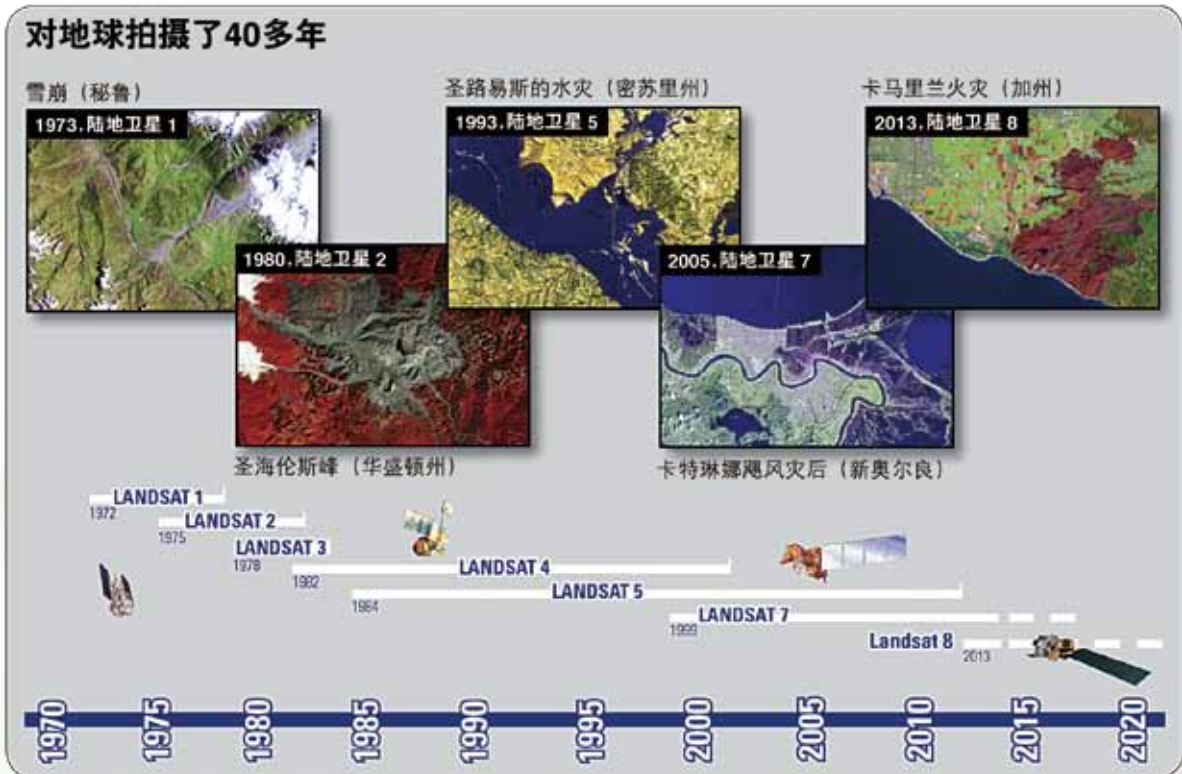 对地球拍摄了40多年
雪崩（秘鲁）
圣路易斯的水灾（密苏里州）
卡马里兰火灾（加州）
1973.陆地卫星 1
1993.陆地卫星 5
2013.陆地卫星 8
1980.陆地卫星 2
2005.陆地卫星 7
圣海伦斯峰（华盛顿州）
卡特琳娜飓风灾后（新奥尔良）
LANDSAT 1
1972
LANDSAT 2
1975
LANDSAT 3
1978
LANDSAT 4
1982
LANDSAT 5
1984
LANDSAT 7
1999
Landsat 8
2013
1970
1975
1980
1985
1990
1995
2000
2005
2010
2015
2020